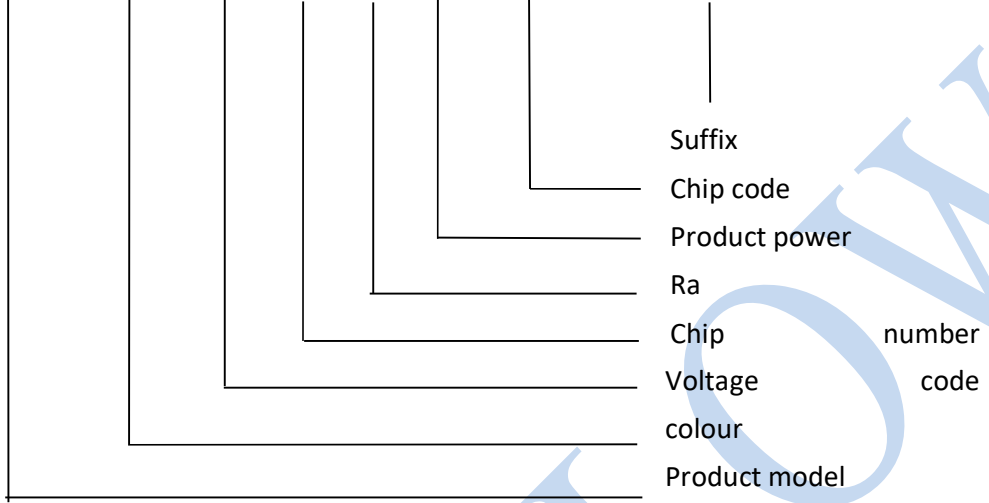 Suffix
Chip code
Product power
Ra
Chip number
Voltage code
colour
Product model